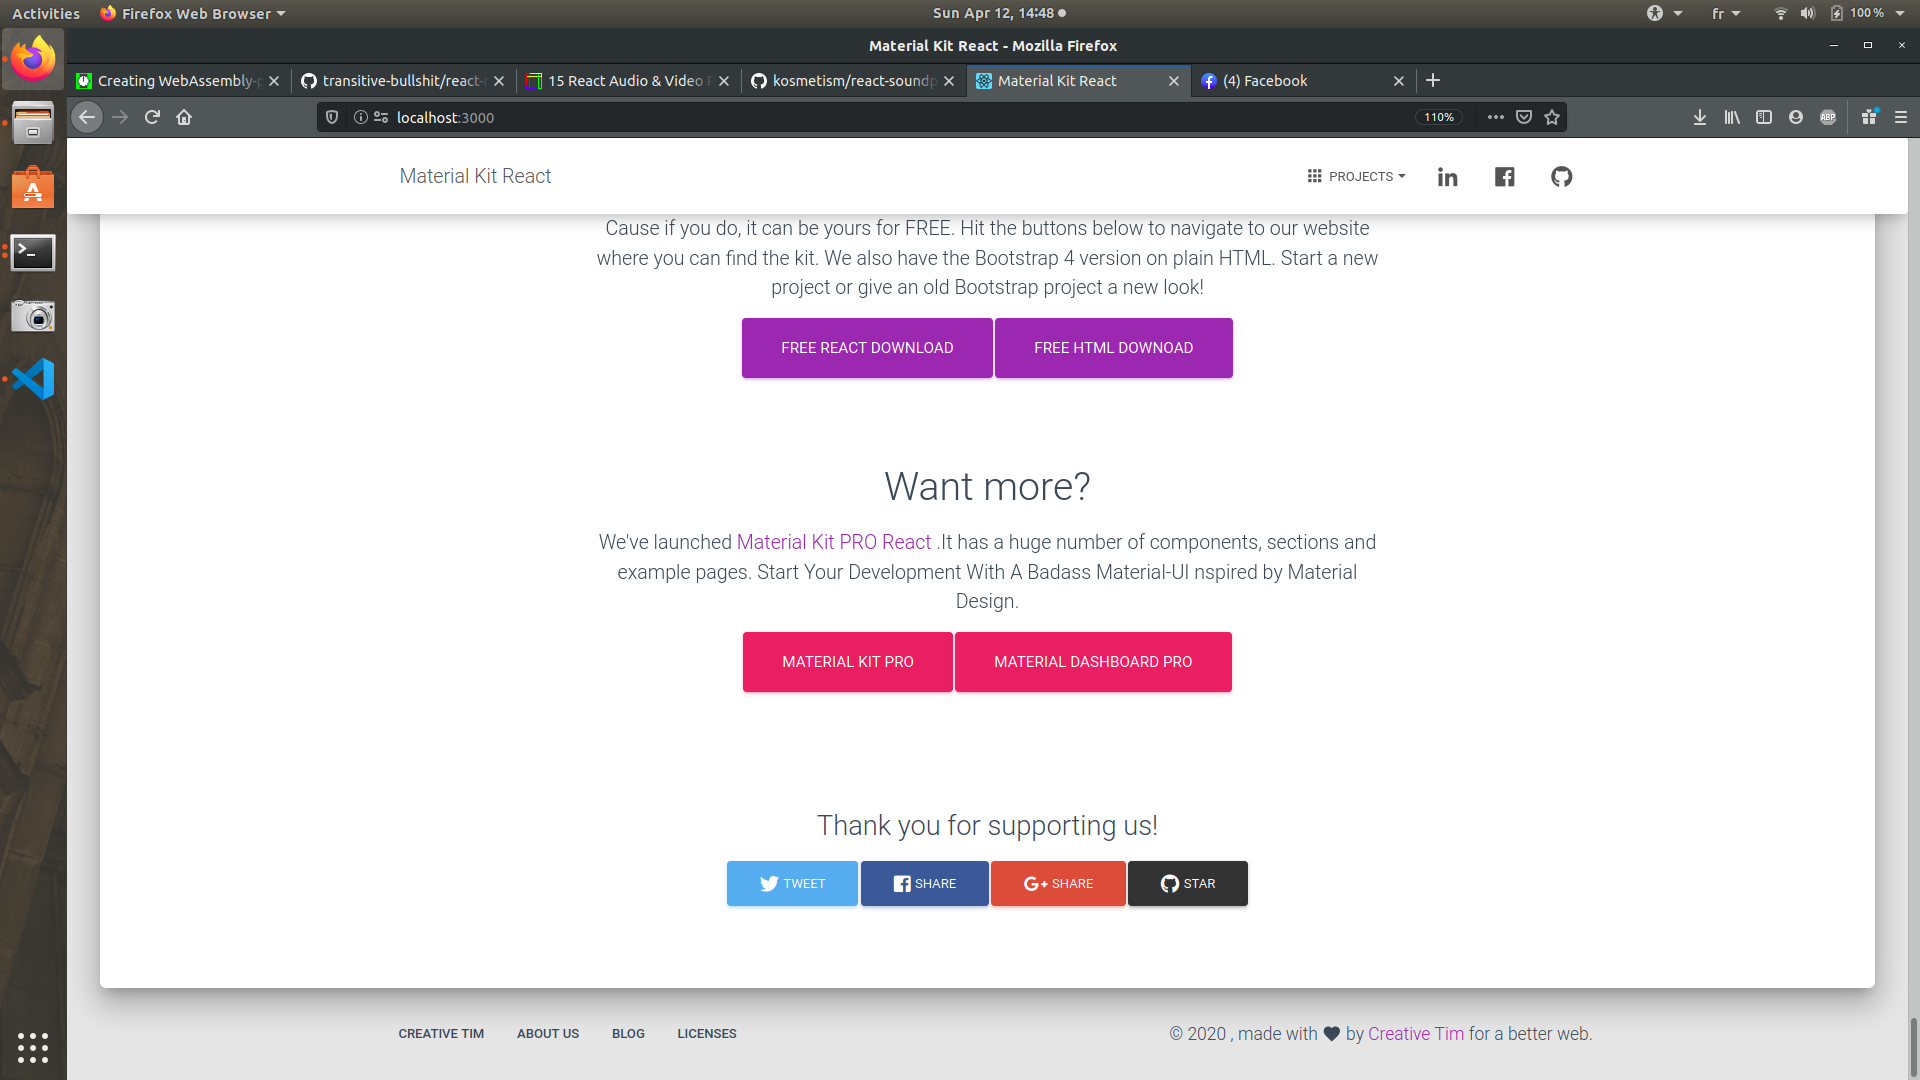 Activities Firefox Web Browser Sun Apr 12, 14:48 fr 100 %
Material Kit React - Mozilla Firefox
Creating WebAssembly-p transitive-bullshit/react- 15 React Audio & Video P kosmetism/react-soundp Material Kit React (4) Facebook
localhost:3000 110% ABP
Material Kit React PROJECTS
Cause if you do, it can be yours for FREE. Hit the buttons below to navigate to our website
where you can find the kit. We also have the Bootstrap 4 version on plain HTML. Start a new
project or give an old Bootstrap project a new look!
FREE REACT DOWNLOAD FREE HTML DOWNOAD
Want more?
We've launched Material Kit PRO React .It has a huge number of components, sections and
example pages. Start Your Development With A Badass Material-UI nspired by Material
Design.
MATERIAL KIT PRO MATERIAL DASHBOARD PRO
Thank you for supporting us!
TWEET SHARE SHARE STAR
CREATIVE TIM ABOUT US BLOG LICENSES © 2020 , made with by Creative Tim for a better web.